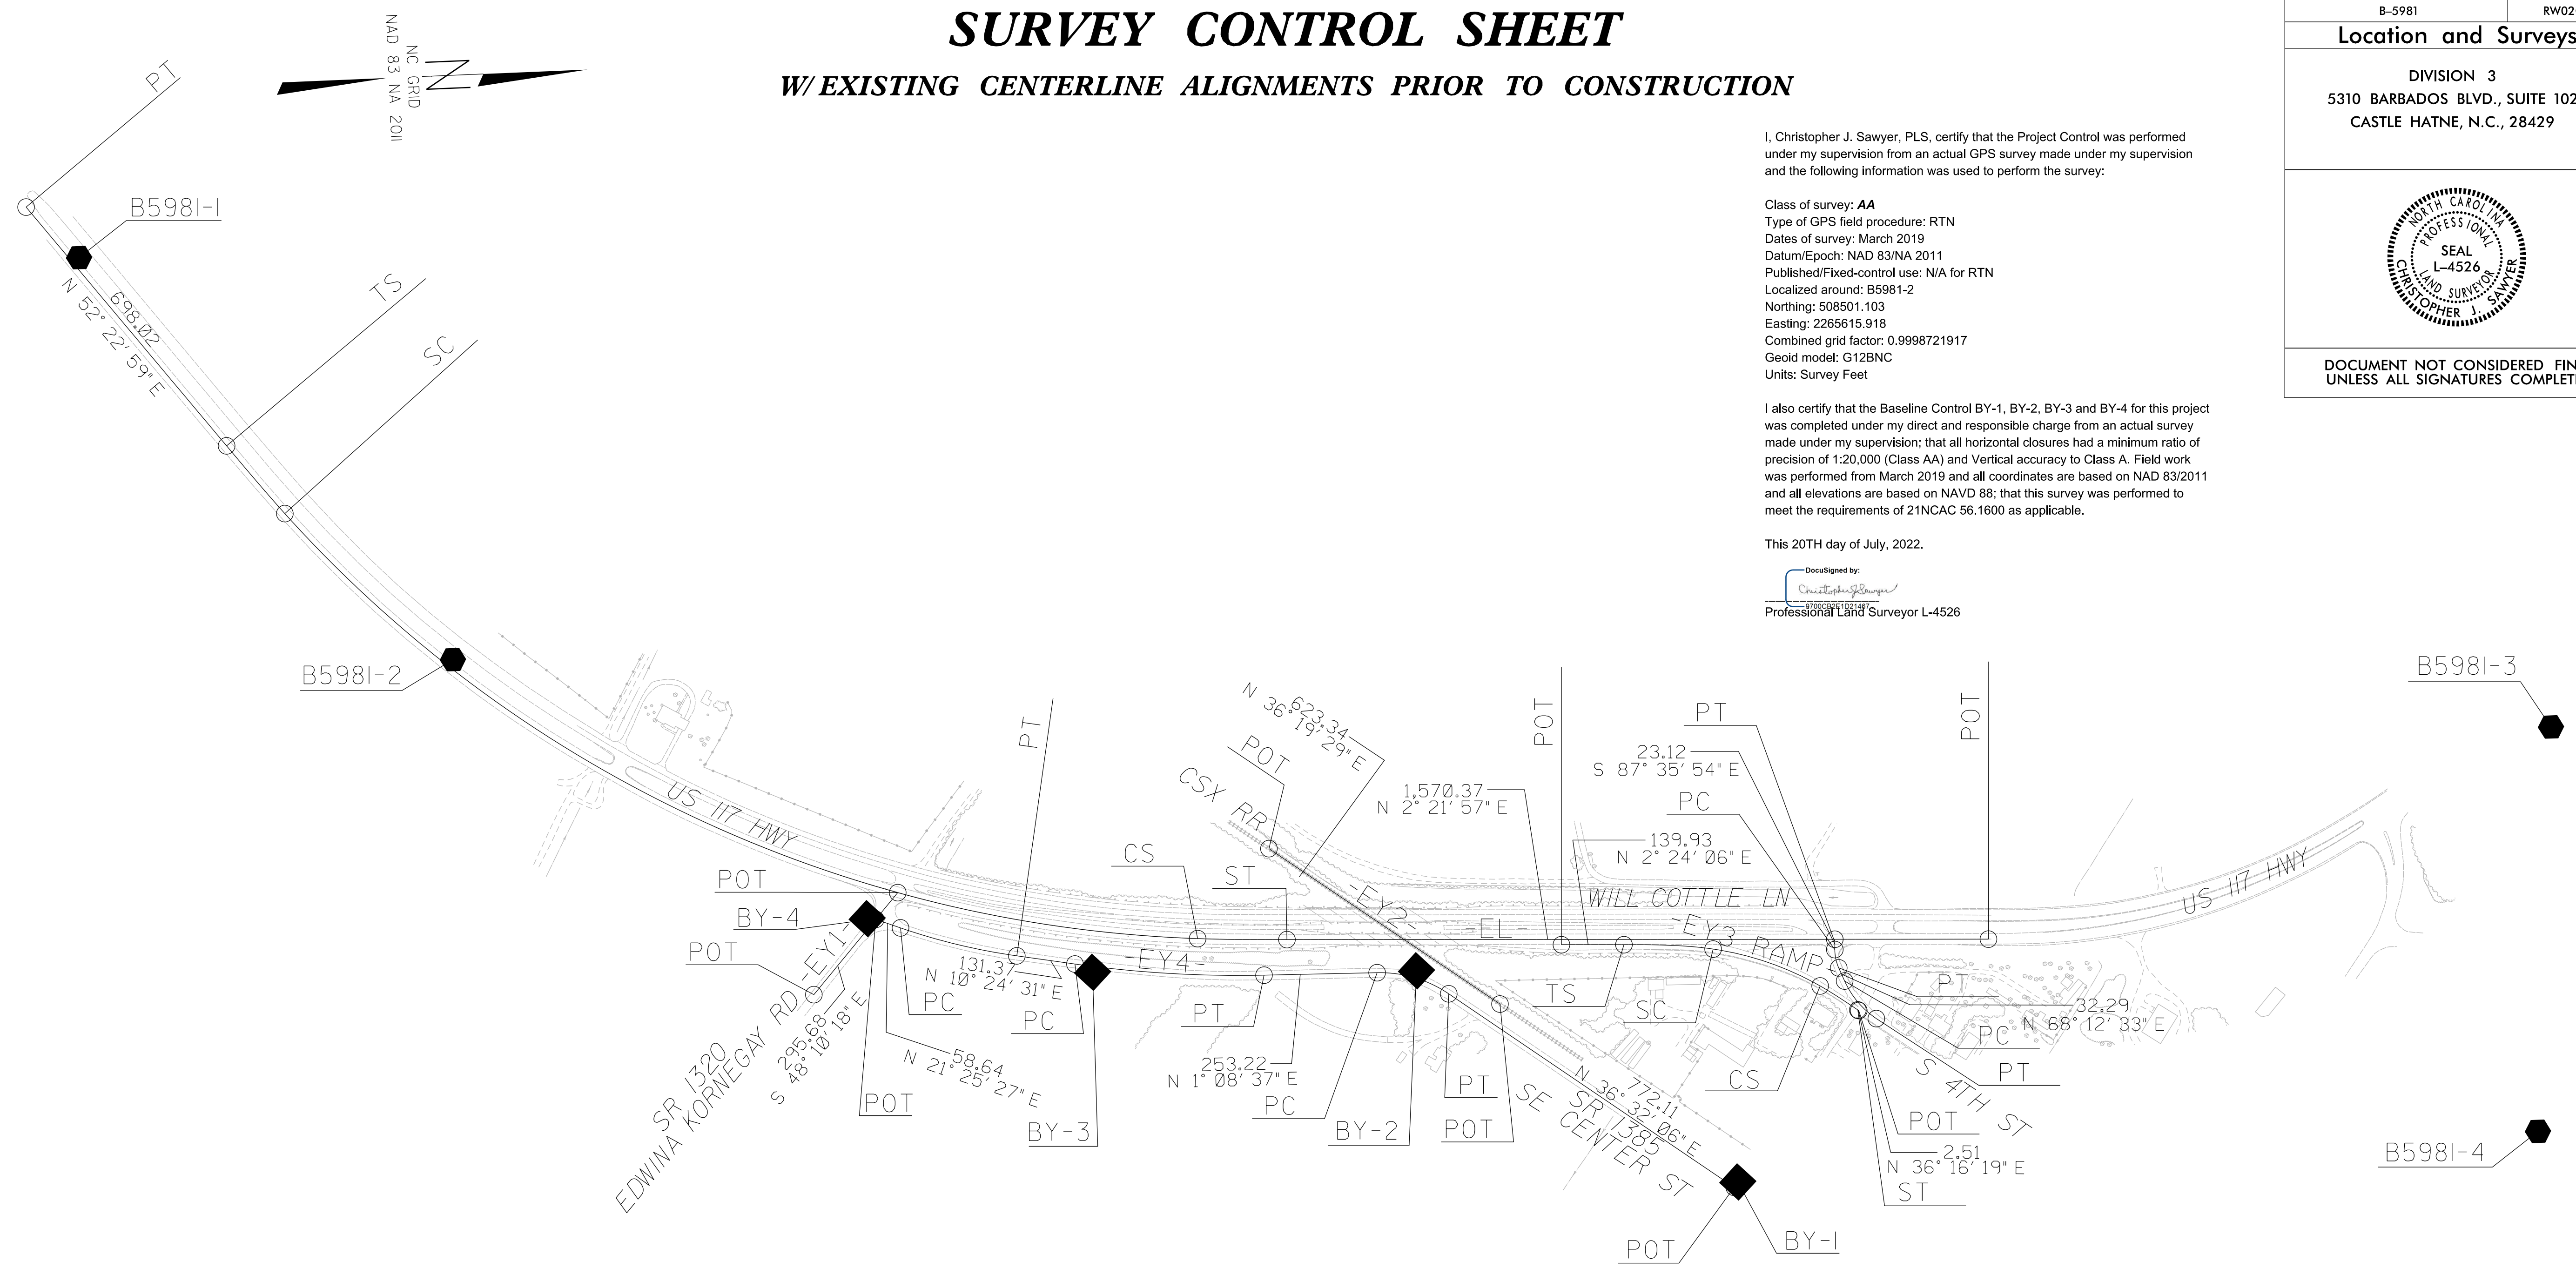 SURVEY CONTROL SHEET
W/ EXISTING CENTERLINE ALIGNMENTS PRIOR TO CONSTRUCTION
B-5981
RW02
Location and Surveys
DIVISION 3
5310 BARBADOS BLVD., SUITE 102
CASTLE HATNE, N.C., 28429
NORTH CAROLINA
PROFESSIONAL
SEAL
L-4526
LAND SURVEYOR
CHRISTOPHER J. SAWYER
DOCUMENT NOT CONSIDERED FIN
UNLESS ALL SIGNATURES COMPLET
NC GRID
NAD 83 NA 2011
I, Christopher J. Sawyer, PLS, certify that the Project Control was performed
under my supervision from an actual GPS survey made under my supervision
and the following information was used to perform the survey:
Class of survey: AA
Type of GPS field procedure: RTN
Dates of survey: March 2019
Datum/Epoch: NAD 83/NA 2011
Published/Fixed-control use: N/A for RTN
Localized around: B5981-2
Northing: 508501.103
Easting: 2265615.918
Combined grid factor: 0.9998721917
Geoid model: G12BNC
Units: Survey Feet
I also certify that the Baseline Control BY-1, BY-2, BY-3 and BY-4 for this project
was completed under my direct and responsible charge from an actual survey
made under my supervision; that all horizontal closures had a minimum ratio of
precision of 1:20,000 (Class AA) and Vertical accuracy to Class A. Field work
was performed from March 2019 and all coordinates are based on NAD 83/2011
and all elevations are based on NAVD 88; that this survey was performed to
meet the requirements of 21NCAC 56.1600 as applicable.
This 20TH day of July, 2022.
DocuSigned by:
Christopher J Sawyer
9700CB2E1D21467...
Professional Land Surveyor L-4526
PT
B5981-1
698.02
N 52° 22' 59" E
TS
SC
B5981-2
US 117 HWY
PT
POT
BY-4
POT
-EY1-
SR 1320
EDWINA KORNEGAY RD
295.68
S 48° 10' 18" E
POT
58.64
N 21° 25' 27" E
PC
131.37
N 10° 24' 31" E
PC
-EY4-
BY-3
CS
ST
PT
253.22
N 1° 08' 37" E
PC
BY-2
623.34
N 36° 19' 29" E
POT
CSX RR
-EY2-
-EL-
1,570.37
N 2° 21' 57" E
POT
139.93
N 2° 24' 06" E
WILL COTTLE LN
-EY3- RAMP
23.12
S 87° 35' 54" E
PT
PC
POT
US 117 HWY
B5981-3
B5981-4
TS
SC
CS
PT
POT
772.11
N 36° 32' 06" E
SR 1385
SE CENTER ST
POT
BY-1
PT
32.29
N 68° 12' 33" E
PC
PT
S 4TH ST
POT
2.51
N 36° 16' 19" E
ST